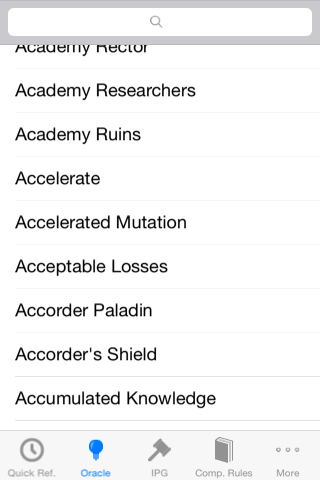 Academy Rector
Academy Researchers
Academy Ruins
Accelerate
Accelerated Mutation
Acceptable Losses
Accorder Paladin
Accorder's Shield
Accumulated Knowledge
Quick Ref.
Oracle
IPG
Comp. Rules
More